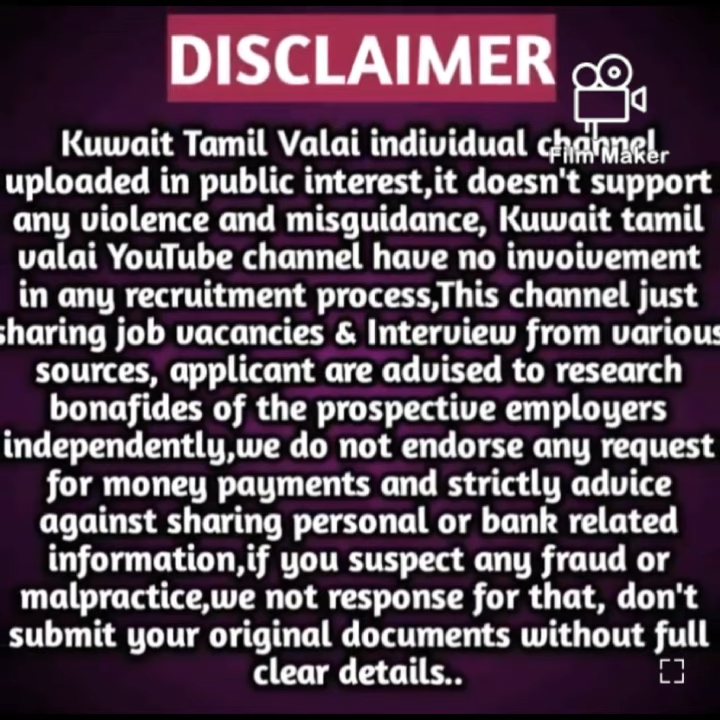 DISCLAIMER
Kuwait Tamil Valai individual channel
Film Maker
uploaded in public interest,it doesn't support
any violence and misguidance, Kuwait tamil
valai YouTube channel have no invoivement
in any recruitment process,This channel just
sharing job vacancies & Interview from various
sources, applicant are advised to research
bonafides of the prospective employers
independently,we do not endorse any request
for money payments and strictly advice
against sharing personal or bank related
information,if you suspect any fraud or
malpractice,we not response for that, don't
submit your original documents without full
clear details..